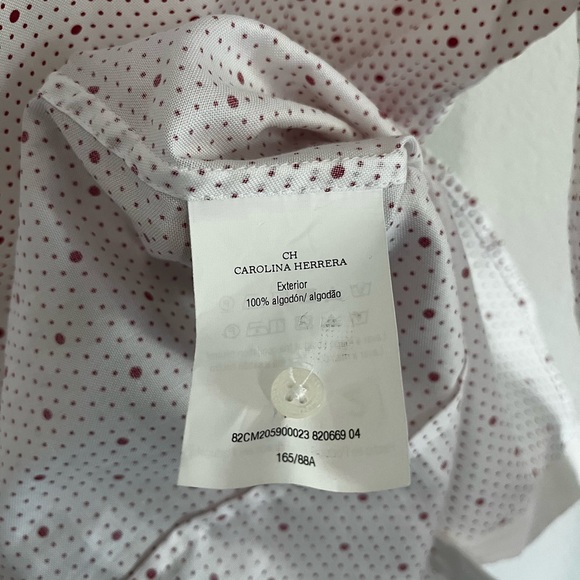 CH
CAROLINA HERRERA
Exterior
100% algodón/ algodão
82CM205900023 820669 04
165/88A